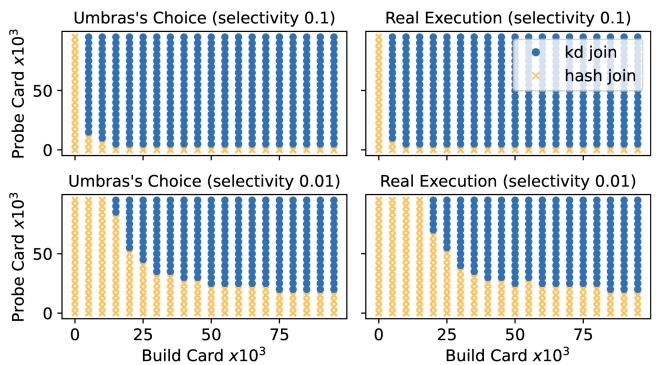 Umbras's Choice (selectivity 0.1)
Real Execution (selectivity 0.1)
Probe Card x10³
50
0
kd join
hash join
Umbras's Choice (selectivity 0.01)
Real Execution (selectivity 0.01)
Probe Card x10³
50
0
0 25 50 75
0 25 50 75
Build Card x10³
Build Card x10³